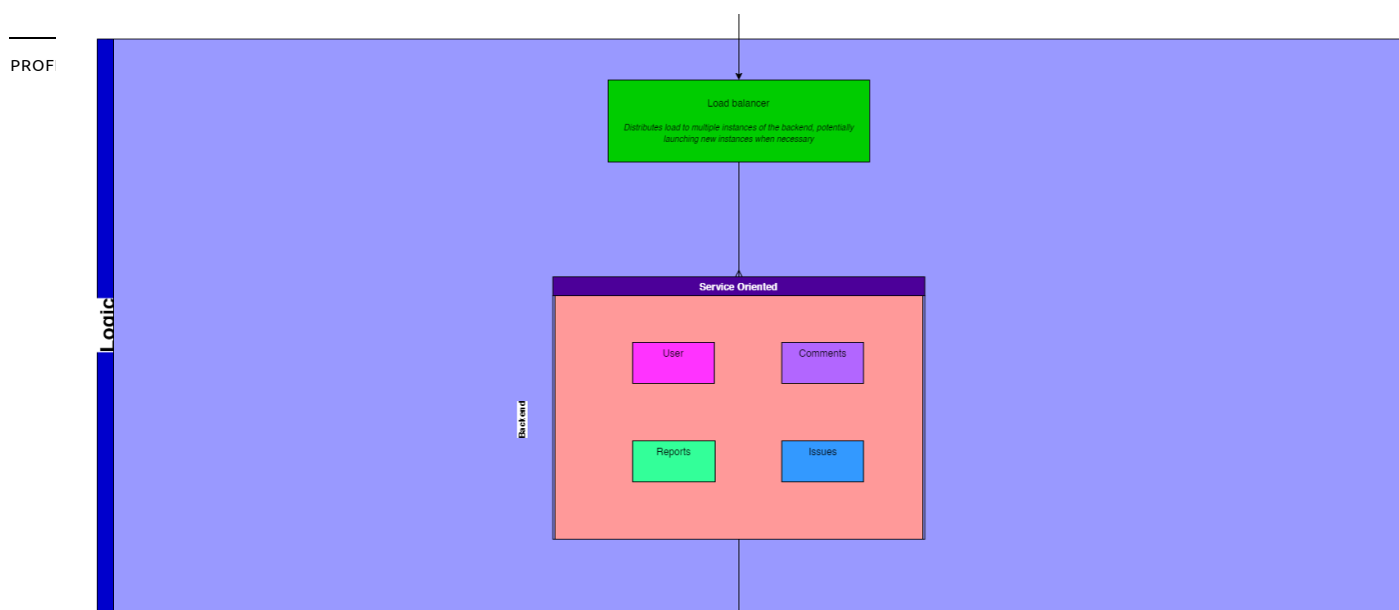 PROF
Load balancer
Distributes load to multiple instances of the backend, potentially
launching new instances when necessary
Logic
Service Oriented
User
Comments
Backend
Reports
Issues